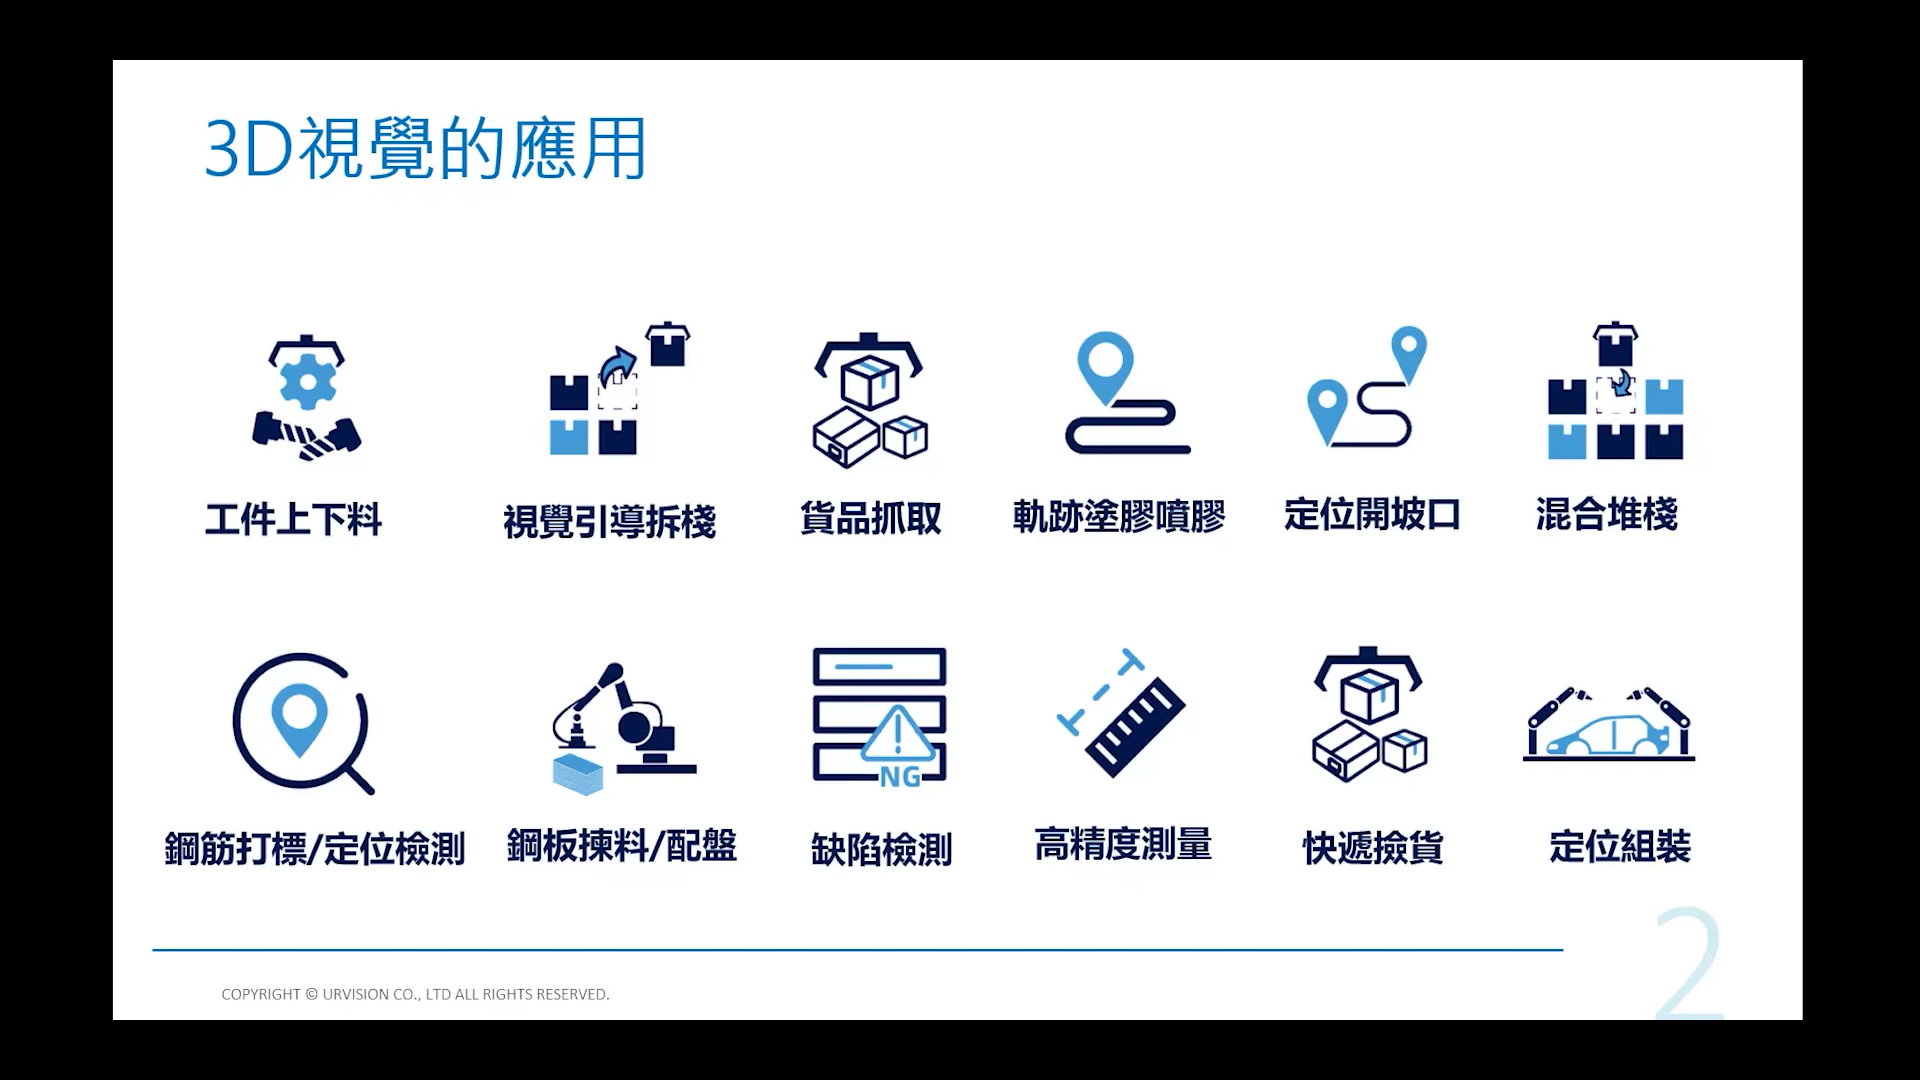 3D視覺的應用
工件上下料
視覺引導拆棧
貨品抓取
軌跡塗膠噴膠
定位開坡口
混合堆棧
鋼筋打標/定位檢測
鋼板揀料/配盤
NG
缺陷檢測
高精度測量
快遞撿貨
定位組裝
2
COPYRIGHT © URVISION CO., LTD ALL RIGHTS RESERVED.